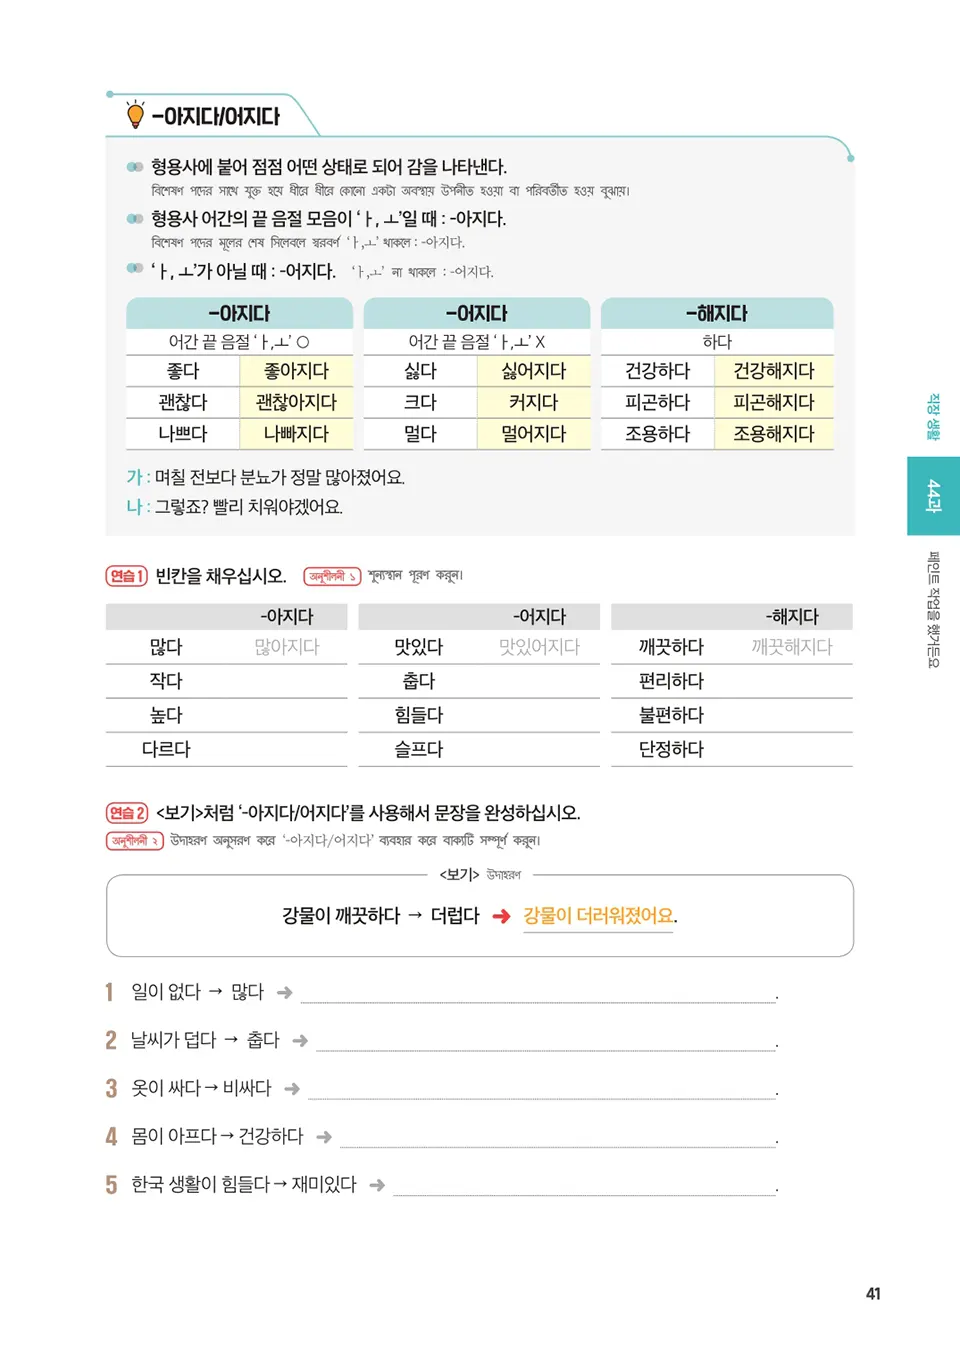 -아지다/어지다
형용사에 붙어 점점 어떤 상태로 되어 감을 나타낸다.
বিশেষণ পদের সাথে যুক্ত হয়ে ধীরে ধীরে কোনো একটা অবস্থায় উপনীত হওয়া বা পরিবর্তীত হওয় বুঝায়।
형용사 어간의 끝 음절 모음이 'ㅏ, ㅗ'일 때 : -아지다.
বিশেষণ পদের মূলের শেষ সিলেবলে স্বরবর্ণ 'ㅏ,ㅗ' থাকলে : -아지다.
'ㅏ, ㅗ'가 아닐 때 : -어지다. 'ㅏ,ㅗ' না থাকলে : -어지다.
-아지다 -어지다 -해지다
어간 끝 음절 'ㅏ,ㅗ' O 어간 끝 음절 'ㅏ,ㅗ' X 하다
좋다 좋아지다 싫다 싫어지다 건강하다 건강해지다
괜찮다 괜찮아지다 크다 커지다 피곤하다 피곤해지다
나쁘다 나빠지다 멀다 멀어지다 조용하다 조용해지다
가 : 며칠 전보다 분뇨가 정말 많아졌어요.
나 : 그렇죠? 빨리 치워야겠어요.
연습 1 빈칸을 채우십시오. অনুশীলনী ১ শূন্যস্থান পূরণ করুন।
-아지다 -어지다 -해지다
많다 많아지다 맛있다 맛있어지다 깨끗하다 깨끗해지다
작다 춥다 편리하다
높다 힘들다 불편하다
다르다 슬프다 단정하다
연습 2 <보기>처럼 '-아지다/어지다'를 사용해서 문장을 완성하십시오.
অনুশীলনী ২ উদাহরণ অনুসরণ করে '-아지다/어지다' ব্যবহার করে বাক্যটি সম্পূর্ণ করুন।
<보기> উদাহরণ
강물이 깨끗하다 → 더럽다 ➜ 강물이 더러워졌어요.
1 일이 없다 → 많다 ➜ .
2 날씨가 덥다 → 춥다 ➜ .
3 옷이 싸다 → 비싸다 ➜ .
4 몸이 아프다 → 건강하다 ➜ .
5 한국 생활이 힘들다 → 재미있다 ➜ .
직장 생활
44과
페인트 작업을 했거든요
41